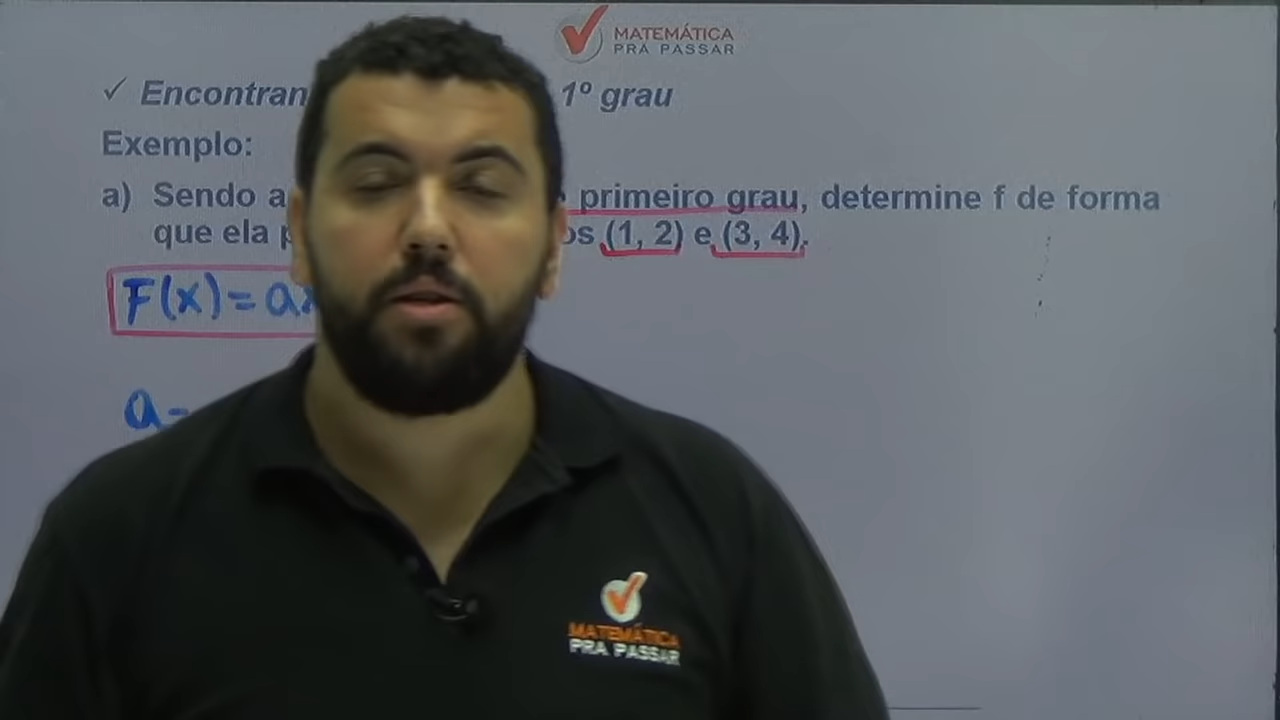 MATEMÁTICA
PRA PASSAR
✓ Encontran 1º grau
Exemplo:
a) Sendo a primeiro grau, determine f de forma
que ela p os (1, 2) e (3, 4).
F(x) = ax
a =
MATEMÁTICA
PRA PASSAR